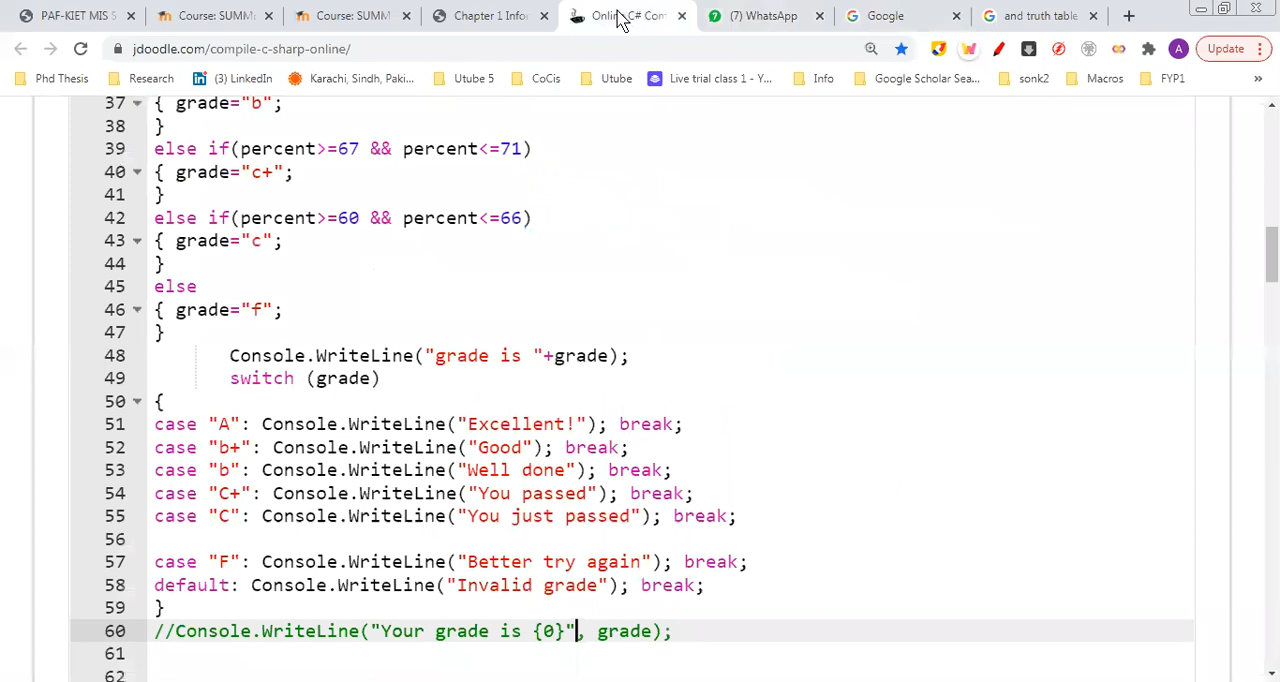 PAF-KIET MIS S
Course: SUMM
Course: SUMM
Chapter 1 Info
Onli C# Com
(7) WhatsApp
Google
and truth table
jdoodle.com/compile-c-sharp-online/
A
Update
Phd Thesis
Research
(3) LinkedIn
Karachi, Sindh, Paki...
Utube 5
CoCis
Utube
Live trial class 1 - Y...
Info
Google Scholar Sea...
sonk2
Macros
FYP1
»
37 { grade="b";
38 }
39 else if(percent>=67 && percent<=71)
40 { grade="c+";
41 }
42 else if(percent>=60 && percent<=66)
43 { grade="c";
44 }
45 else
46 { grade="f";
47 }
48 Console.WriteLine("grade is "+grade);
49 switch (grade)
50 {
51 case "A": Console.WriteLine("Excellent!"); break;
52 case "b+": Console.WriteLine("Good"); break;
53 case "b": Console.WriteLine("Well done"); break;
54 case "C+": Console.WriteLine("You passed"); break;
55 case "C": Console.WriteLine("You just passed"); break;
56
57 case "F": Console.WriteLine("Better try again"); break;
58 default: Console.WriteLine("Invalid grade"); break;
59 }
60 //Console.WriteLine("Your grade is {0}", grade);
61
62